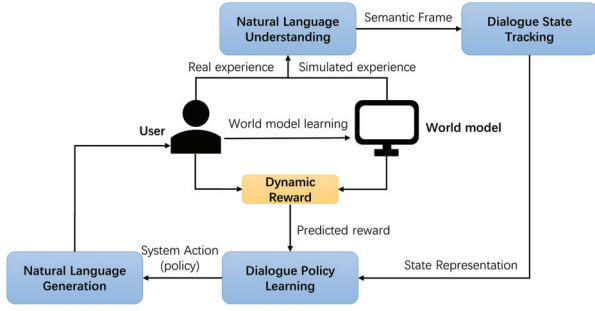 Natural Language
Understanding
Semantic Frame
Dialogue State
Tracking
Real experience
Simulated experience
User
World model learning
World model
Dynamic
Reward
Predicted reward
System Action
(policy)
State Representation
Natural Language
Generation
Dialogue Policy
Learning